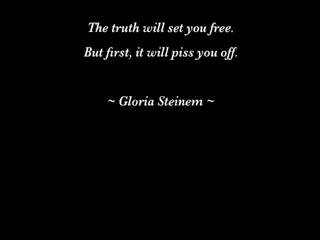 The truth will set you free.
But first, it will piss you off.
~ Gloria Steinem ~